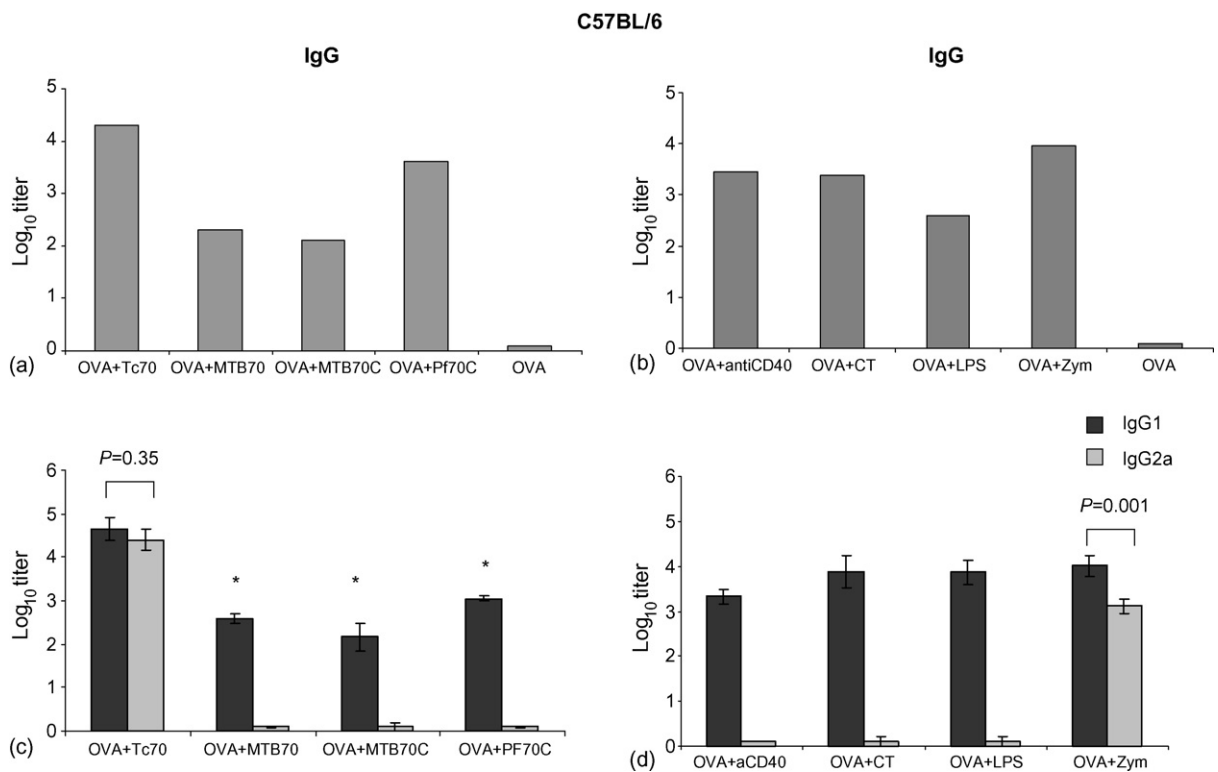 C57BL/6
IgG
5
4
3
2
1
0
Log10 titer
OVA+Tc70 OVA+MTB70 OVA+MTB70C OVA+Pf70C OVA
(a)
IgG
5
4
3
2
1
0
Log10 titer
OVA+antiCD40 OVA+CT OVA+LPS OVA+Zym OVA
(b)
P=0.35
6
5
4
3
2
1
0
Log10 titer
* * *
OVA+Tc70 OVA+MTB70 OVA+MTB70C OVA+PF70C
(c)
IgG1
IgG2a
P=0.001
6
5
4
3
2
1
0
Log10 titer
OVA+aCD40 OVA+CT OVA+LPS OVA+Zym
(d)